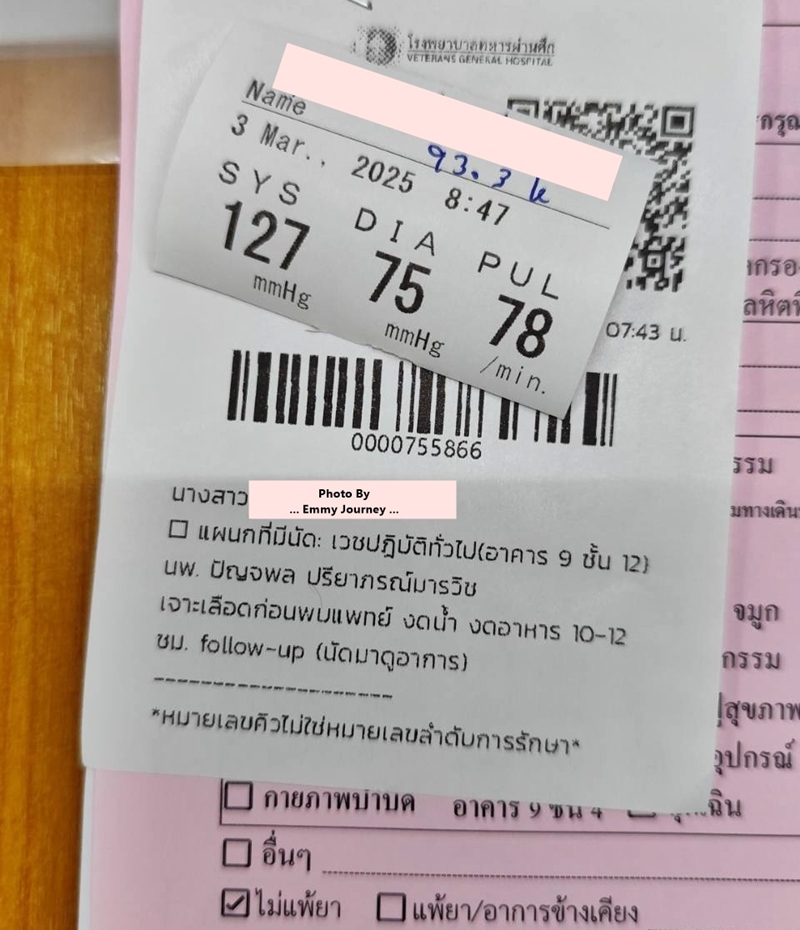 โรงพยาบาลทหารผ่านศึก
VETERANS GENERAL HOSPITAL
Name
93.3 k
3 Mar., 2025 8:47
SYS DIA PUL
127 75 78
mmHg mmHg /min.
07:43 น.
0000755866
นางสาว
Photo By
... Emmy Journey ...
☐ แผนกที่มีนัด: เวชปฏิบัติทั่วไป(อาคาร 9 ชั้น 12)
นพ. ปัญจพล ปรียาภรณ์มารวิช
เจาะเลือดก่อนพบแพทย์ งดน้ำ งดอาหาร 10-12
ชม. follow-up (นัดมาดูอาการ)
--------------------
*หมายเลขคิวไม่ใช่หมายเลขลำดับการรักษา*
จมูก
☐ กายภาพบำบัด อาคาร 9 ชั้น 4
☐ อื่นๆ
☑ ไม่แพ้ยา ☐ แพ้ยา/อาการข้างเคียง